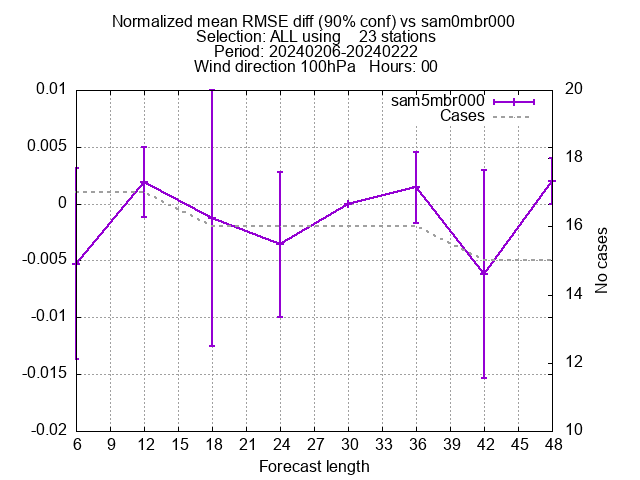 Normalized mean RMSE diff (90% conf) vs sam0mbr000
Selection: ALL using    23 stations
Period: 20240206-20240222
Wind direction 100hPa   Hours: 00
0.01
0.005
0
-0.005
-0.01
-0.015
-0.02
20
18
16
14
12
10
sam5mbr000
Cases
No cases
6 9 12 15 18 21 24 27 30 33 36 39 42 45 48
Forecast length